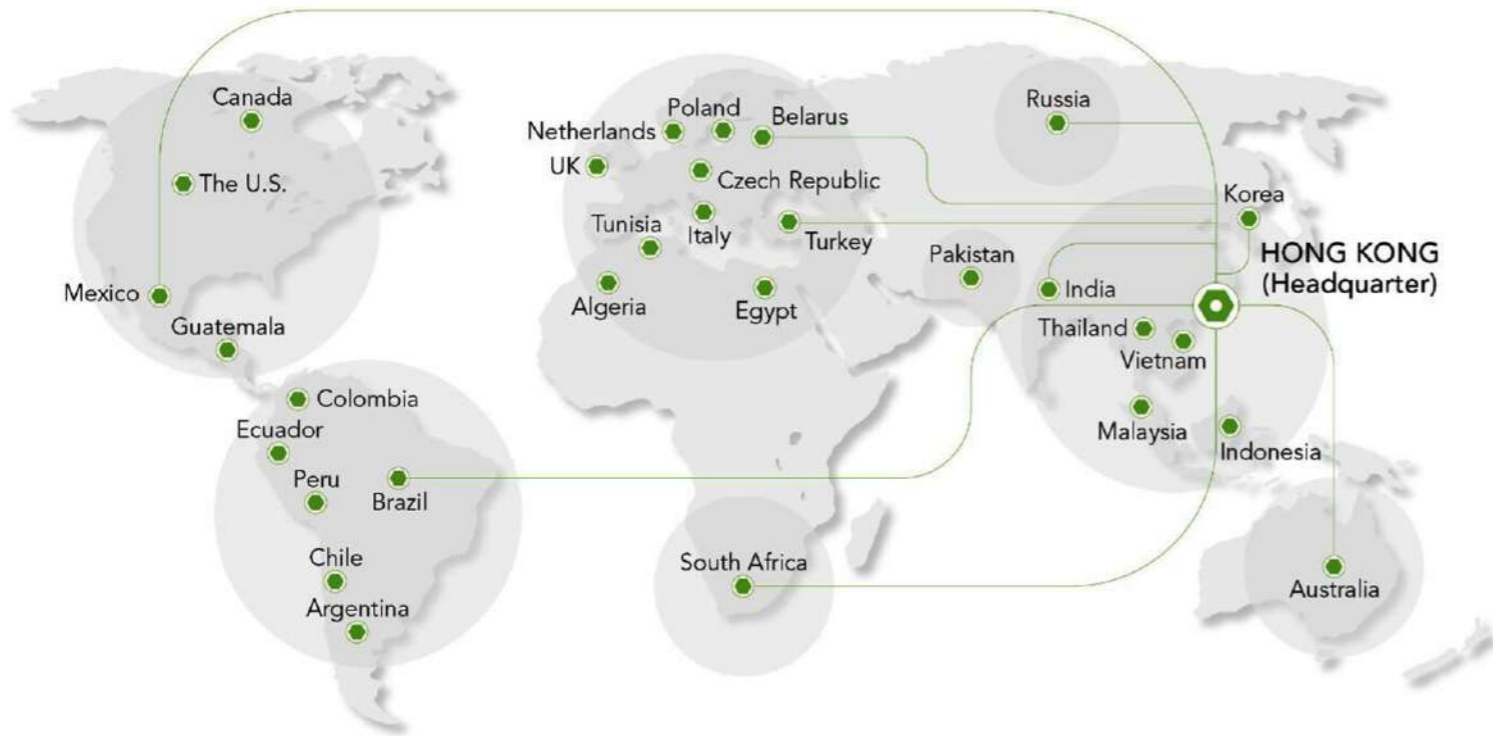 Canada
The U.S.
Mexico
Guatemala
Colombia
Ecuador
Peru
Brazil
Chile
Argentina
Poland
Belarus
Netherlands
UK
Czech Republic
Tunisia
Italy
Turkey
Algeria
Egypt
South Africa
Russia
Pakistan
India
Korea
HONG KONG
(Headquarter)
Thailand
Vietnam
Malaysia
Indonesia
Australia